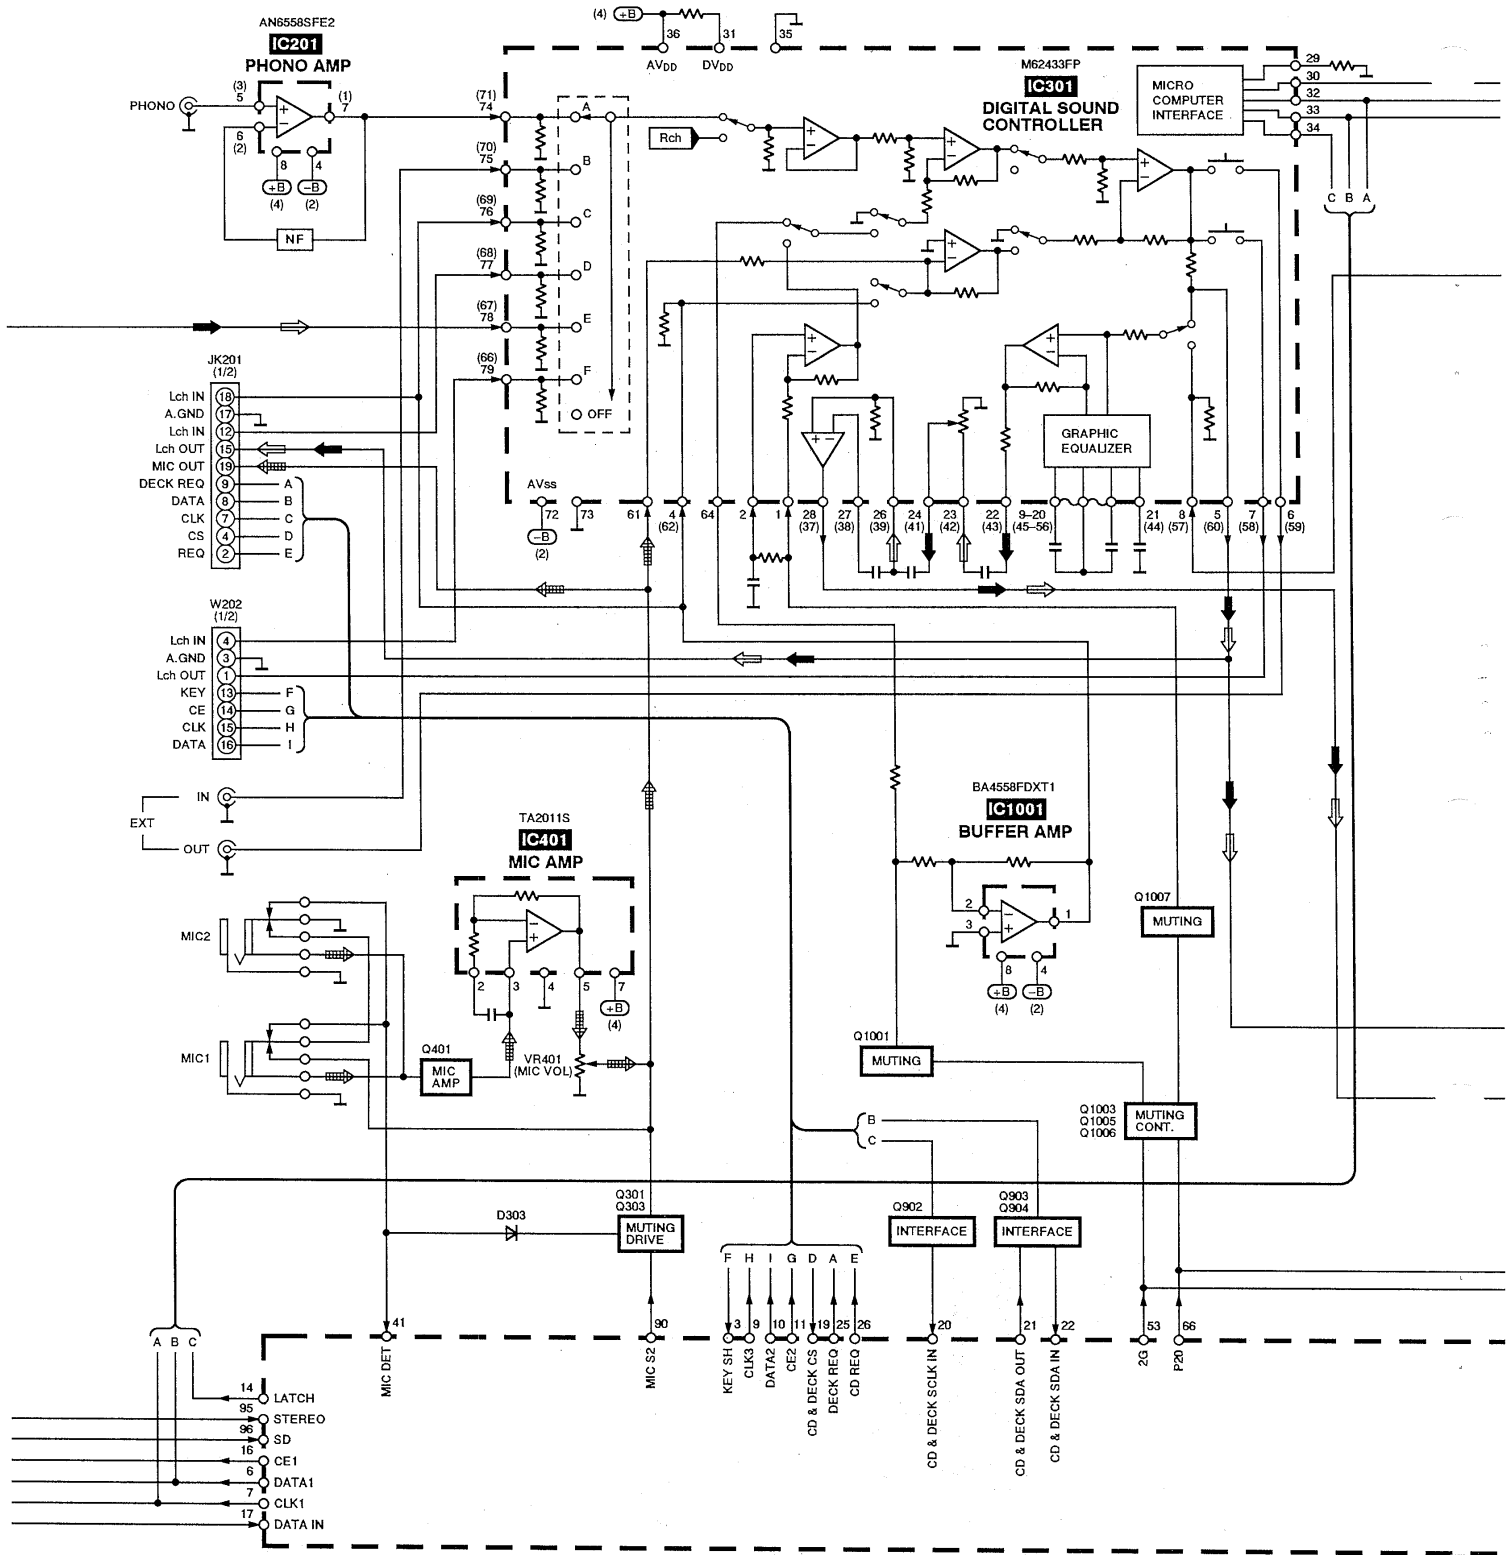 AN6558SFE2
IC201
PHONO AMP
PHONO
(3)
5
(1)
7
6
(2)
8
4
+B
−B
(4)
(2)
NF
(4)
+B
36
31
35
AVDD
DVDD
M62433FP
IC301
DIGITAL SOUND
CONTROLLER
MICRO
COMPUTER
INTERFACE
29
30
32
33
34
C B A
(71)
74
(70)
75
(69)
76
(68)
77
(67)
78
(66)
79
A
B
C
D
E
F
OFF
Rch
GRAPHIC
EQUALIZER
JK201
(1/2)
Lch IN 18
A.GND 17
Lch IN 12
Lch OUT 15
MIC OUT 19
DECK REQ 9 A
DATA 8 B
CLK 7 C
CS 4 D
REQ 2 E
AVss
72
73
−B
(2)
61
4
(62)
64
2
1
28
(37)
27
(38)
26
(39)
24
(41)
23
(42)
22
(43)
9–20
(45–56)
21
(44)
8
(57)
5
(60)
7
(58)
6
(59)
W202
(1/2)
Lch IN 4
A.GND 3
Lch OUT 1
KEY 13 F
CE 14 G
CLK 15 H
DATA 16 I
IN
EXT
OUT
TA2011S
IC401
MIC AMP
2
3
4
5
7
+B
(4)
BA4558FDXT1
IC1001
BUFFER AMP
2
3
1
8
4
+B
−B
(4)
(2)
Q1007
MUTING
MIC2
MIC1
Q401
MIC
AMP
VR401
(MIC VOL)
Q1001
MUTING
Q1003
Q1005
Q1006
MUTING
CONT.
B
C
D303
Q301
Q303
MUTING
DRIVE
Q902
INTERFACE
Q903
Q904
INTERFACE
F H I G D A E
A B C
41
90
3
9
10
11
19
25
26
20
21
22
53
66
MIC DET
MIC S2
KEY SH
CLK3
DATA2
CE2
CD & DECK CS
DECK REQ
CD REQ
CD & DECK SCLK IN
CD & DECK SDA OUT
CD & DECK SDA IN
2G
P20
14 LATCH
95 STEREO
96 SD
16 CE1
6 DATA1
7 CLK1
17 DATA IN